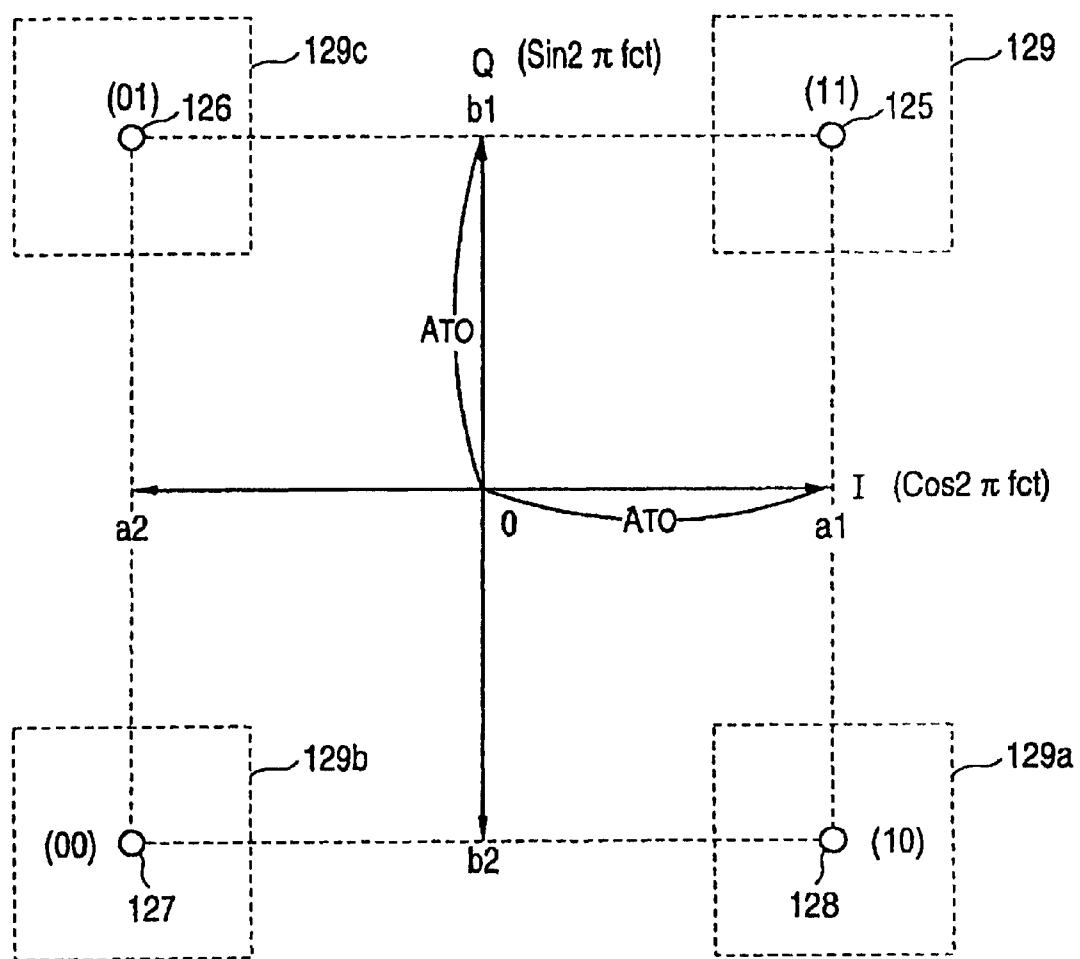 129c
Q (Sin2 π fct)
129
(01)
126
b1
(11)
125
ATO
I (Cos2 π fct)
a2
0
ATO
a1
129b
129a
(00)
b2
(10)
127
128